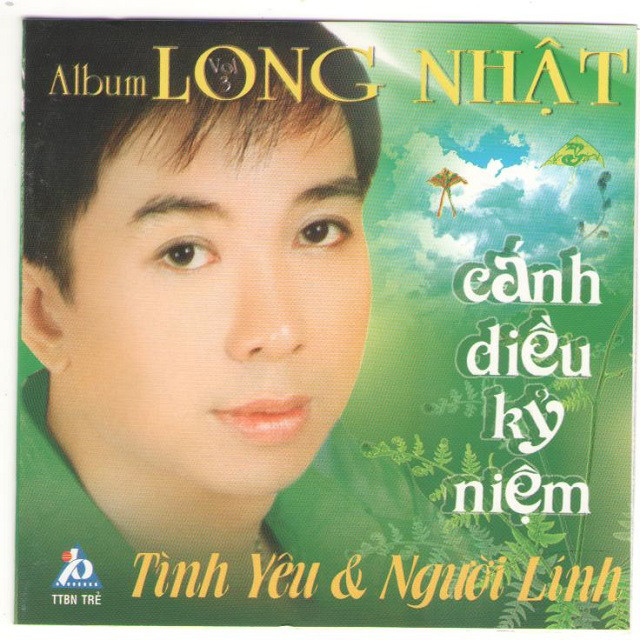 Album LONG NHẬT
Vol 3
cánh
diều
kỷ
niệm
Tình Yêu & Người Lính
TTBN TRẺ